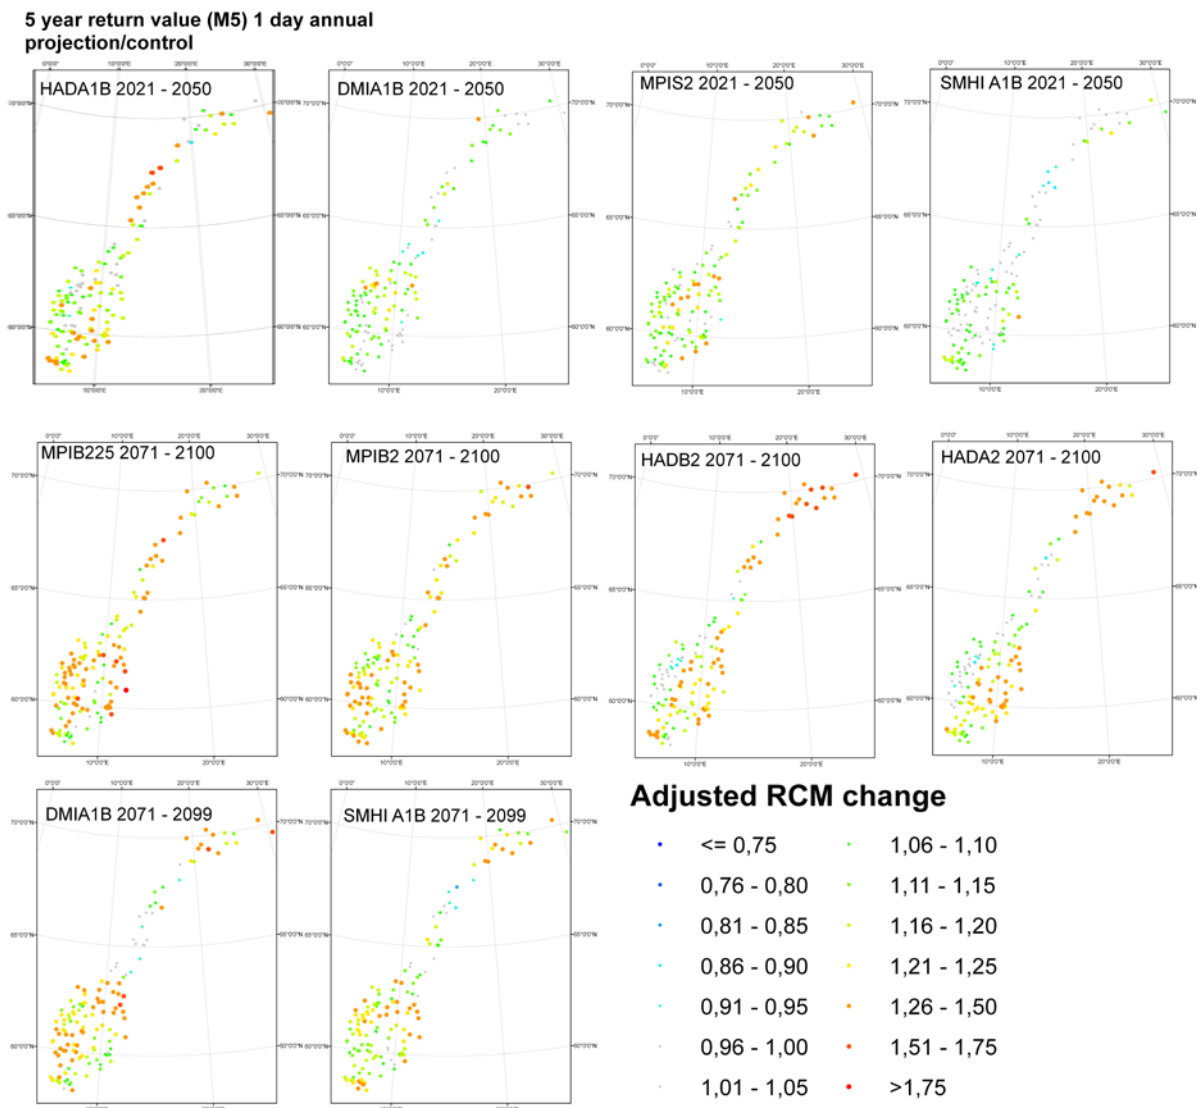 5 year return value (M5) 1 day annual
projection/control
HADA1B 2021 - 2050
DMIA1B 2021 - 2050
MPIS2 2021 - 2050
SMHI A1B 2021 - 2050
MPIB225 2071 - 2100
MPIB2 2071 - 2100
HADB2 2071 - 2100
HADA2 2071 - 2100
DMIA1B 2071 - 2099
SMHI A1B 2071 - 2099
Adjusted RCM change
<= 0,75
0,76 - 0,80
0,81 - 0,85
0,86 - 0,90
0,91 - 0,95
0,96 - 1,00
1,01 - 1,05
1,06 - 1,10
1,11 - 1,15
1,16 - 1,20
1,21 - 1,25
1,26 - 1,50
1,51 - 1,75
>1,75